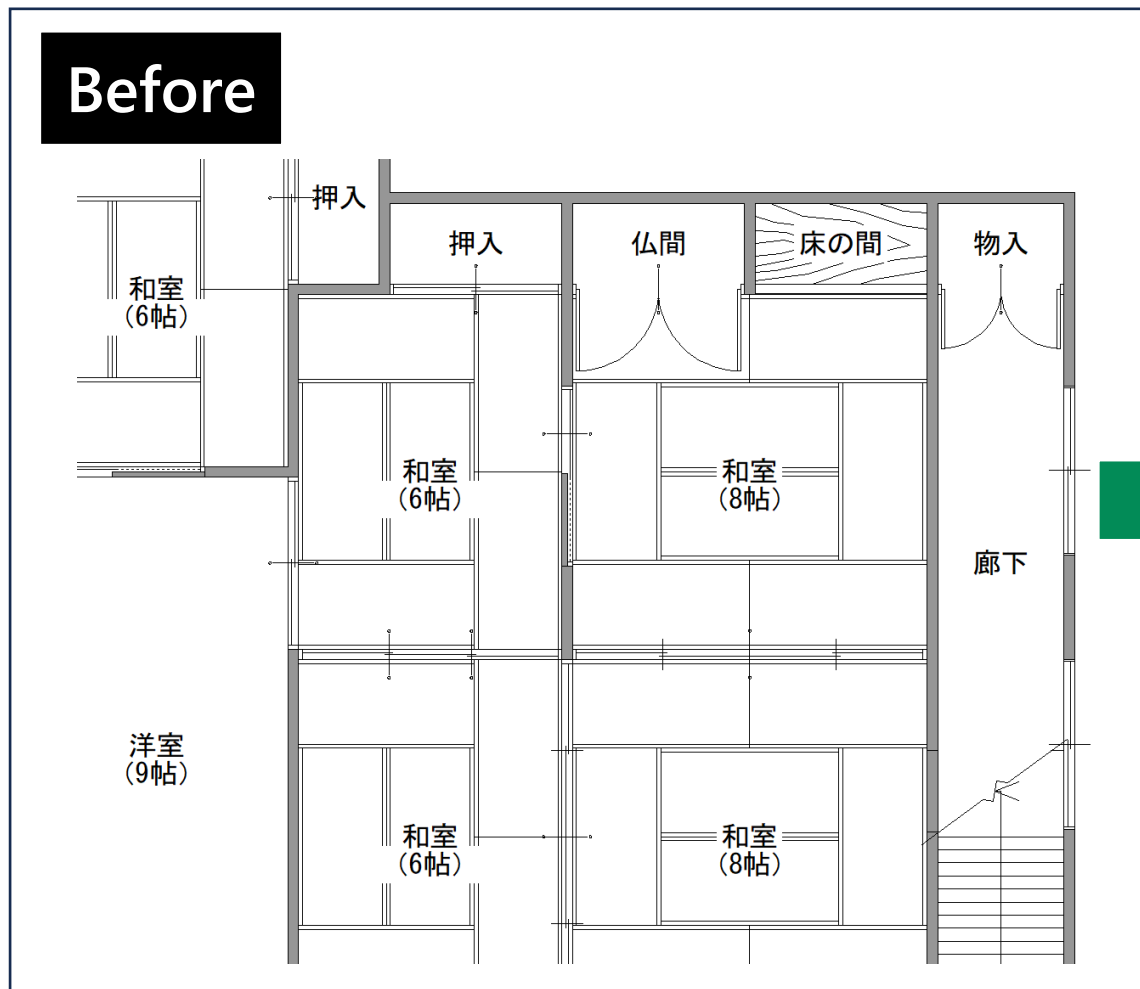 Before
押入
押入
仏間
床の間
物入
和室
(6帖)
和室
(6帖)
和室
(8帖)
廊下
洋室
(9帖)
和室
(6帖)
和室
(8帖)